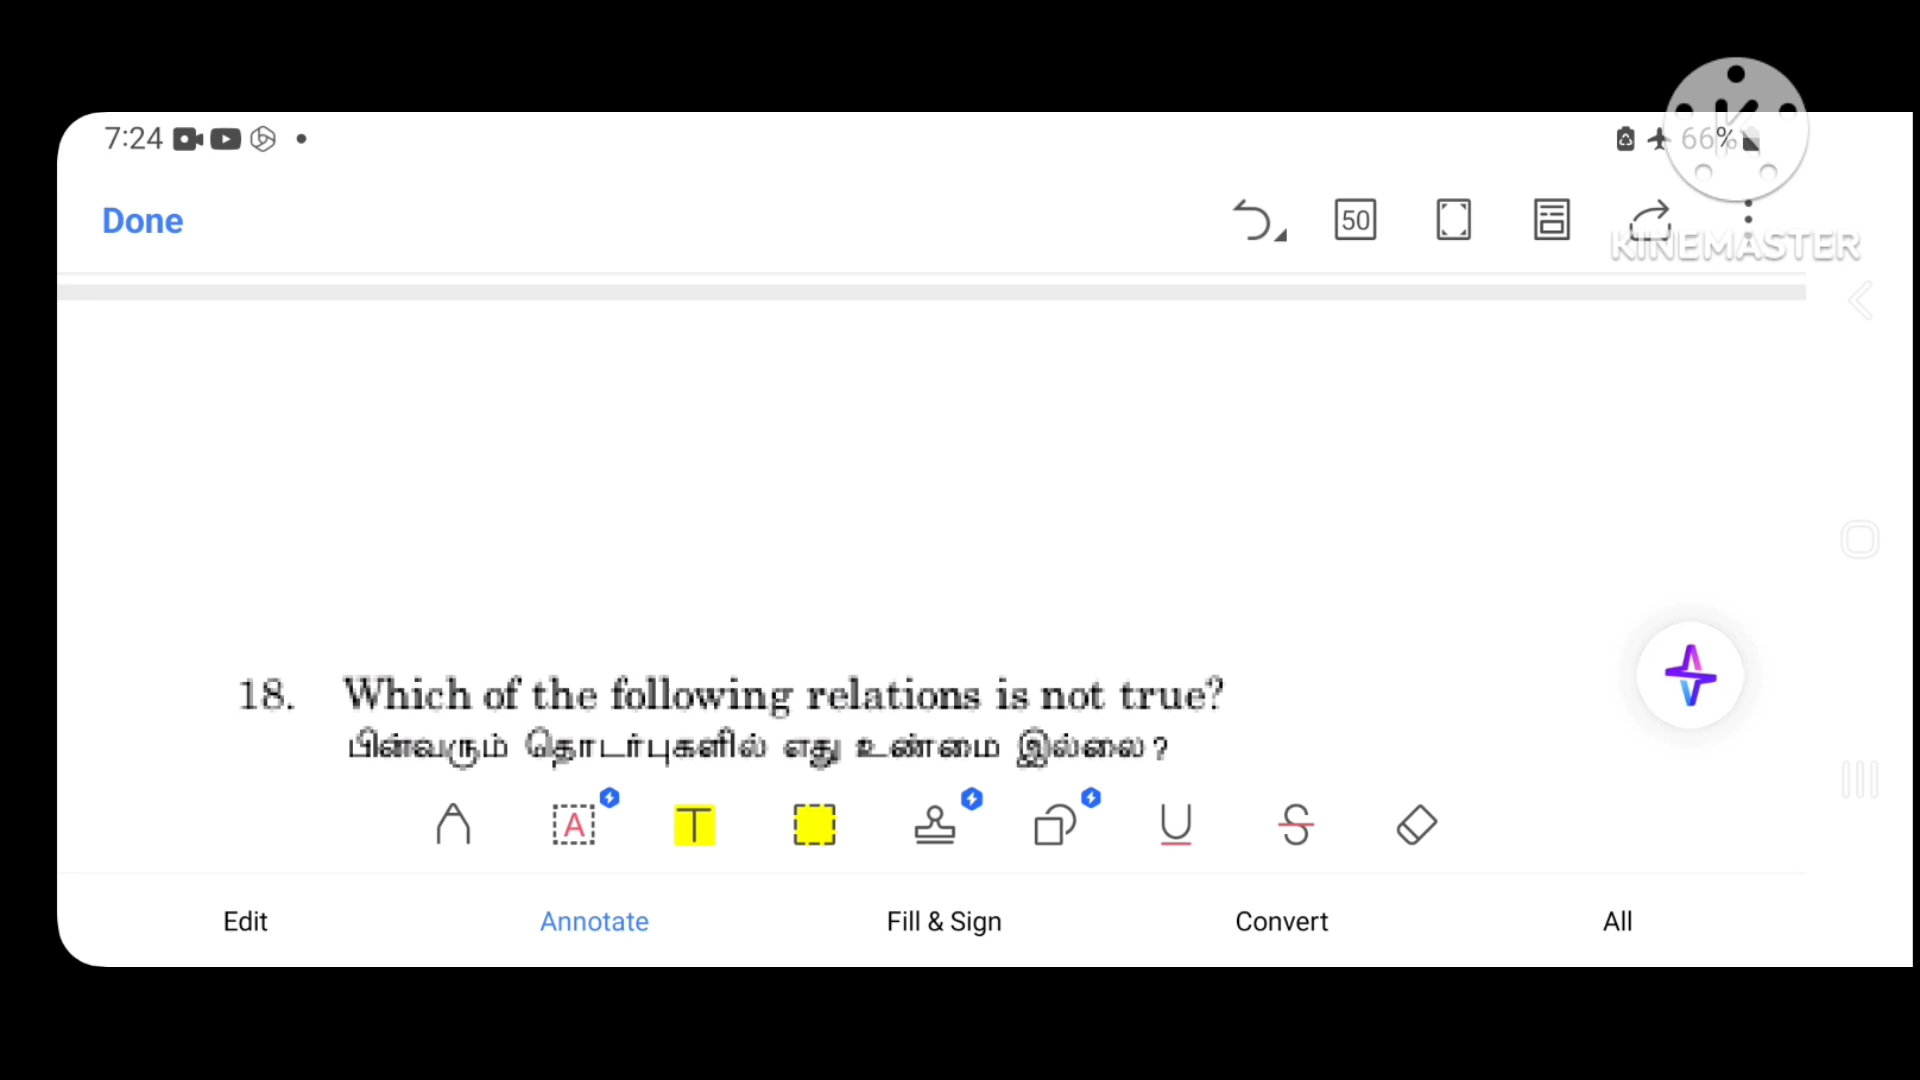 7:24
66%
Done
50
KINEMASTER
18. Which of the following relations is not true?
பின்வரும் தொடர்புகளில் எது உண்மை இல்லை?
A T U S
Edit Annotate Fill & Sign Convert All